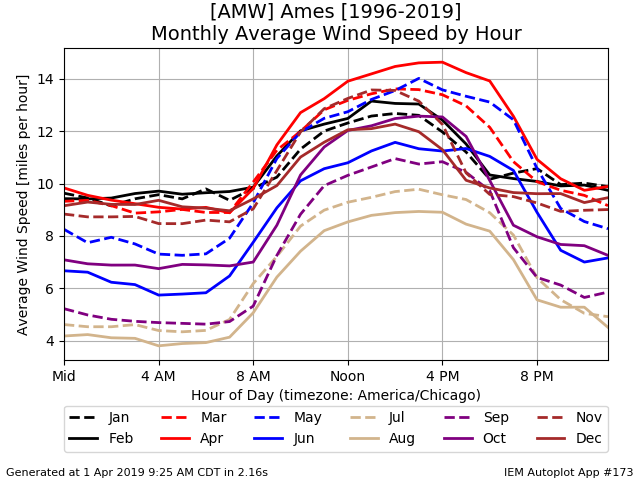 [AMW] Ames [1996-2019]
Monthly Average Wind Speed by Hour
Average Wind Speed [miles per hour]
14
12
10
8
6
4
Mid 4 AM 8 AM Noon 4 PM 8 PM
Hour of Day (timezone: America/Chicago)
Jan Mar May Jul Sep Nov
Feb Apr Jun Aug Oct Dec
Generated at 1 Apr 2019 9:25 AM CDT in 2.16s IEM Autoplot App #173